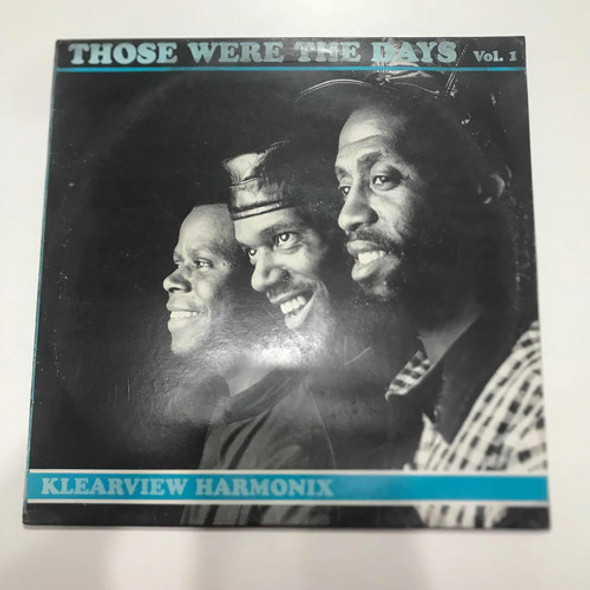 THOSE WERE THE DAYS Vol. 1
KLEARVIEW HARMONIX